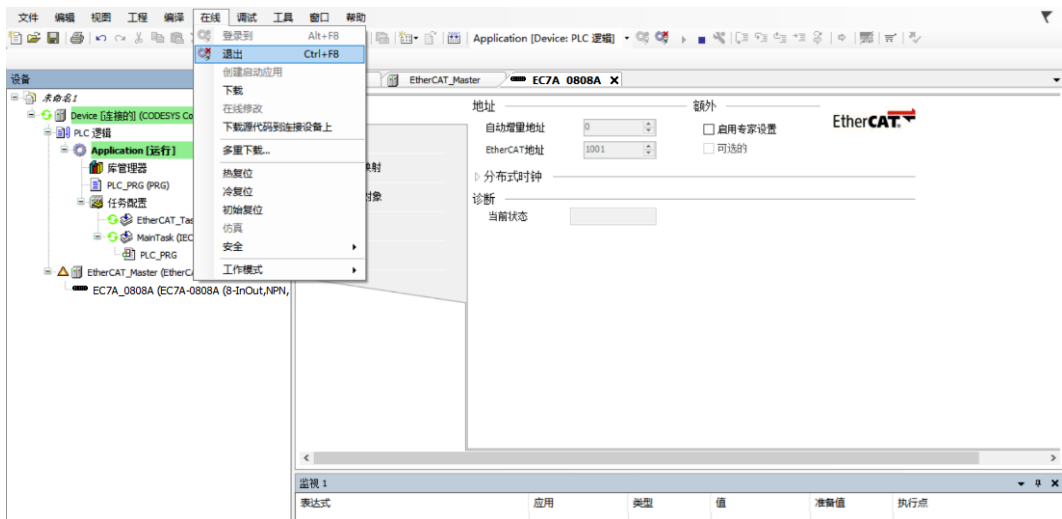 文件 编辑 视图 工程 编译 在线 调试 工具 窗口 帮助
Application [Device: PLC 逻辑]
登录到 Alt+F8
退出 Ctrl+F8
创建启动应用
下载
在线修改
下载源代码到连接设备上
多重下载...
热复位
冷复位
初始复位
仿真
安全
工作模式
设备
未命名1
Device [连接的] (CODESYS Co
PLC 逻辑
Application [运行]
库管理器
PLC_PRG (PRG)
任务配置
EtherCAT_Tas
MainTask (IEC
PLC_PRG
EtherCAT_Master (EtherC
EC7A_0808A (EC7A-0808A (8-InOut,NPN,
EtherCAT_Master EC7A_0808A X
映射
对象
地址
自动增量地址 0
EtherCAT地址 1001
额外
启用专家设置
可选的
EtherCAT
分布式时钟
诊断
当前状态
监视 1
表达式 应用 类型 值 准备值 执行点